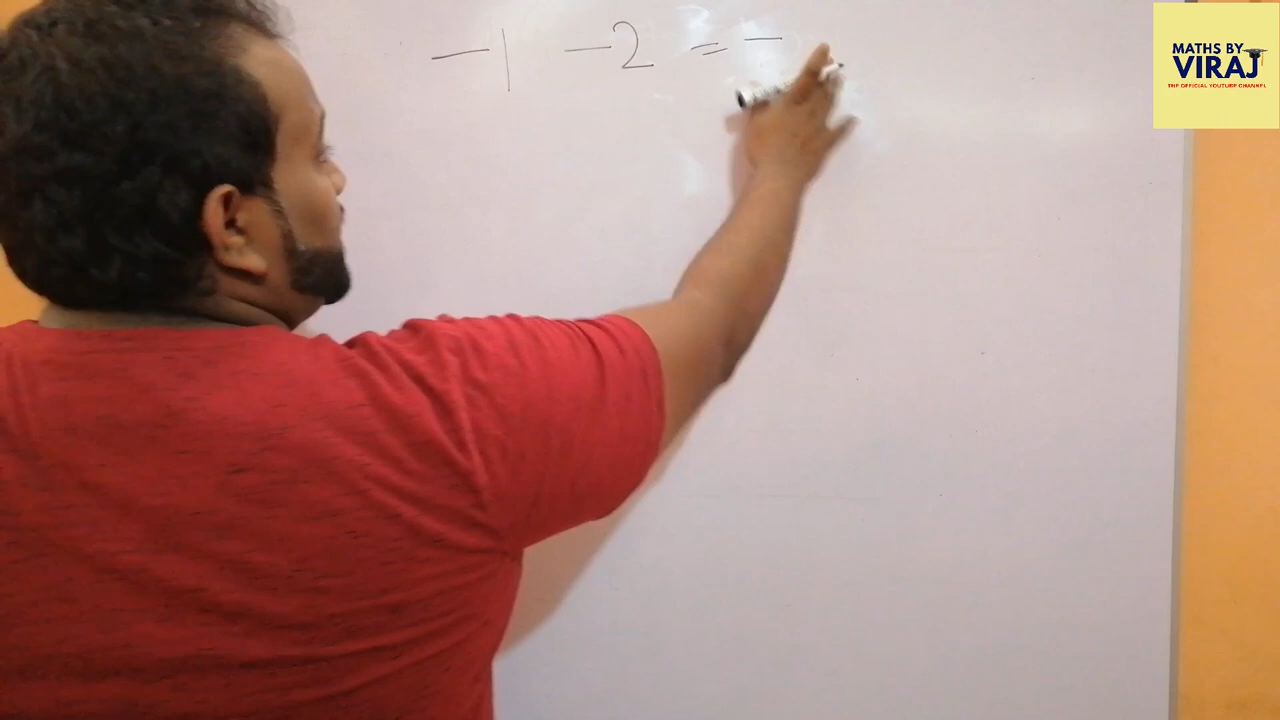 -1 -2 = -
MATHS BY
VIRAJ
THE OFFICIAL YOUTUBE CHANNEL